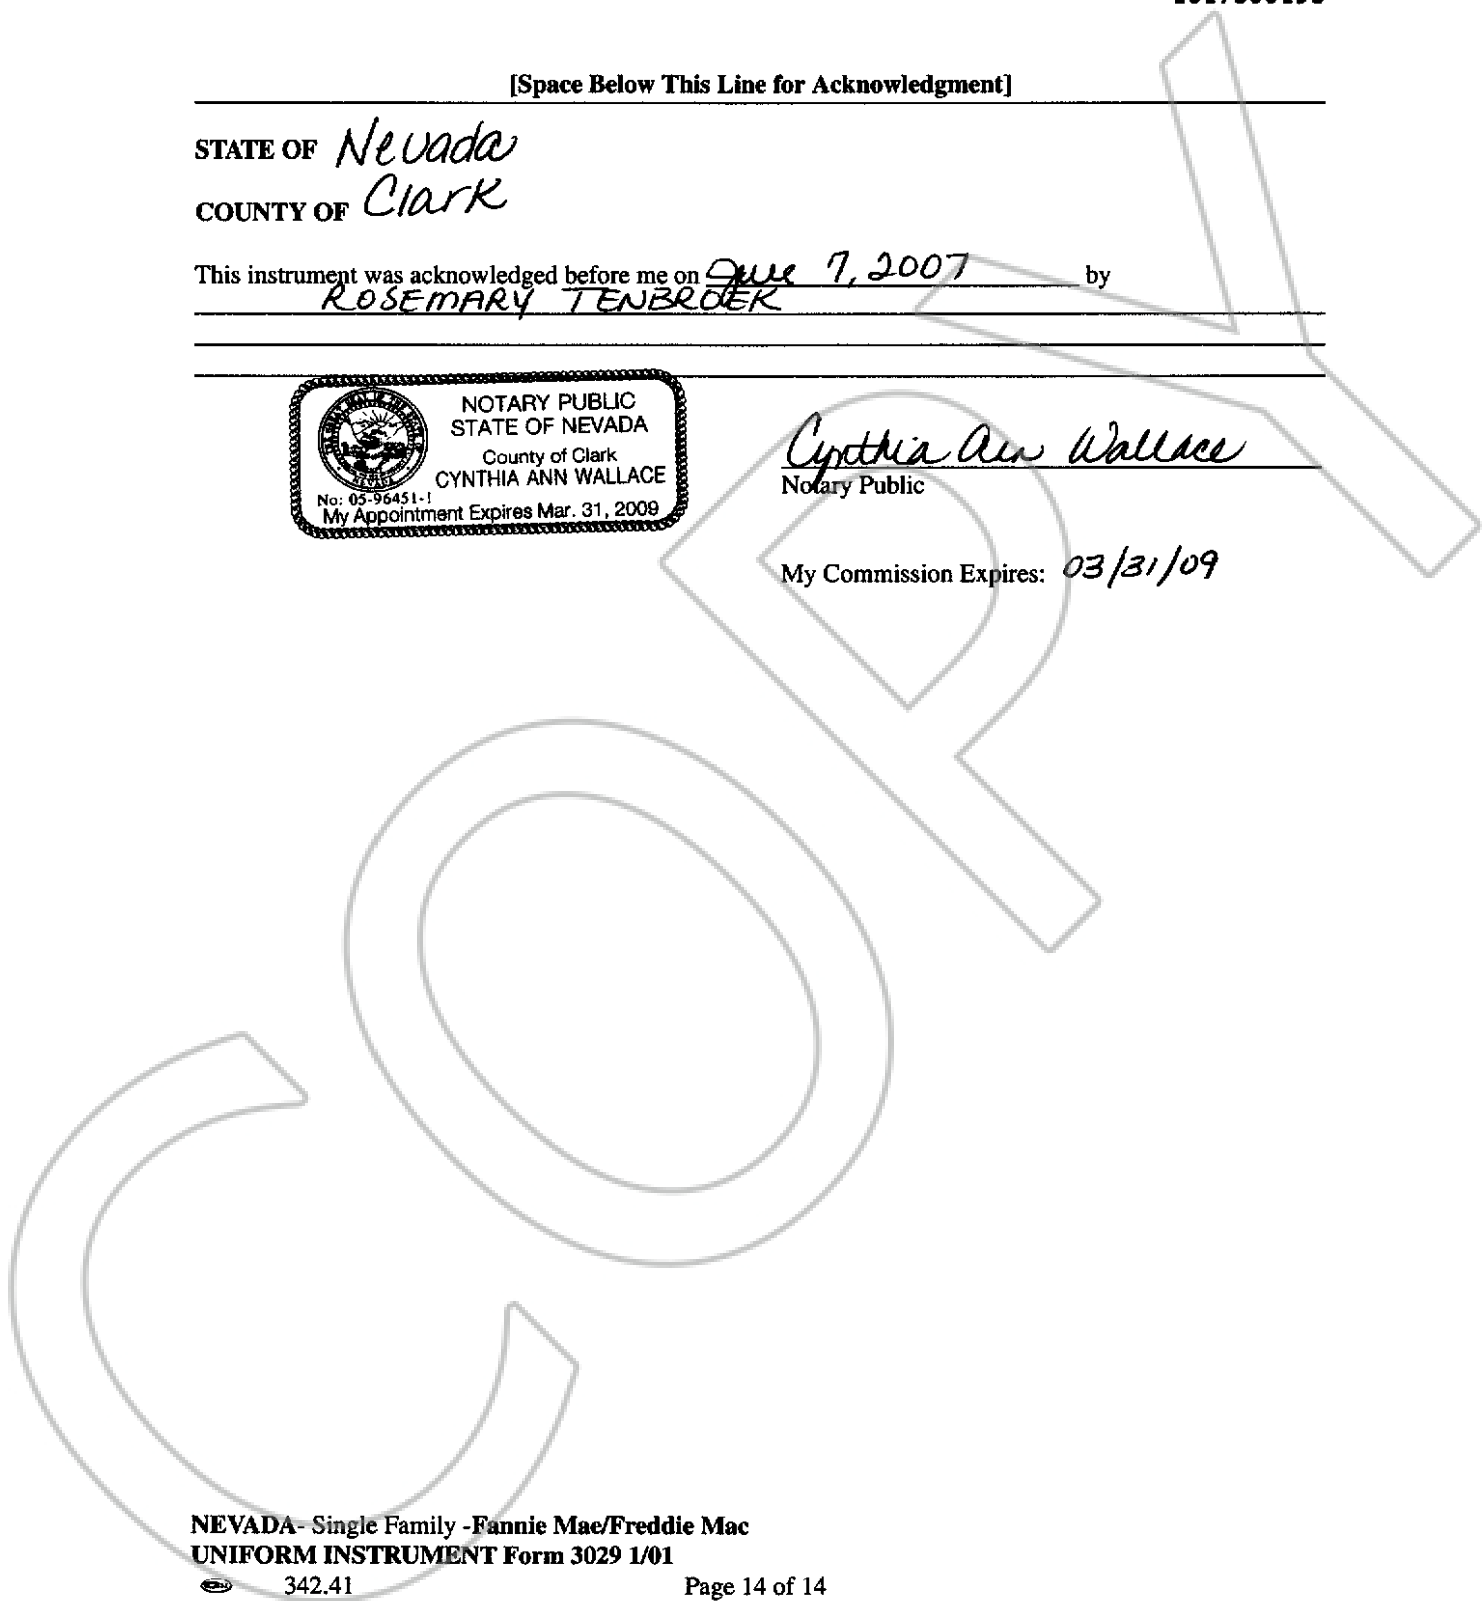 [Space Below This Line for Acknowledgment]
STATE OF Nevada
COUNTY OF Clark
This instrument was acknowledged before me on June 7, 2007 by
ROSEMARY TENBROEK
NOTARY PUBLIC
STATE OF NEVADA
County of Clark
CYNTHIA ANN WALLACE
No: 05-96451-1
My Appointment Expires Mar. 31, 2009
Cynthia Ann Wallace
Notary Public
My Commission Expires: 03/31/09
COPY
NEVADA- Single Family -Fannie Mae/Freddie Mac
UNIFORM INSTRUMENT Form 3029 1/01
342.41 Page 14 of 14